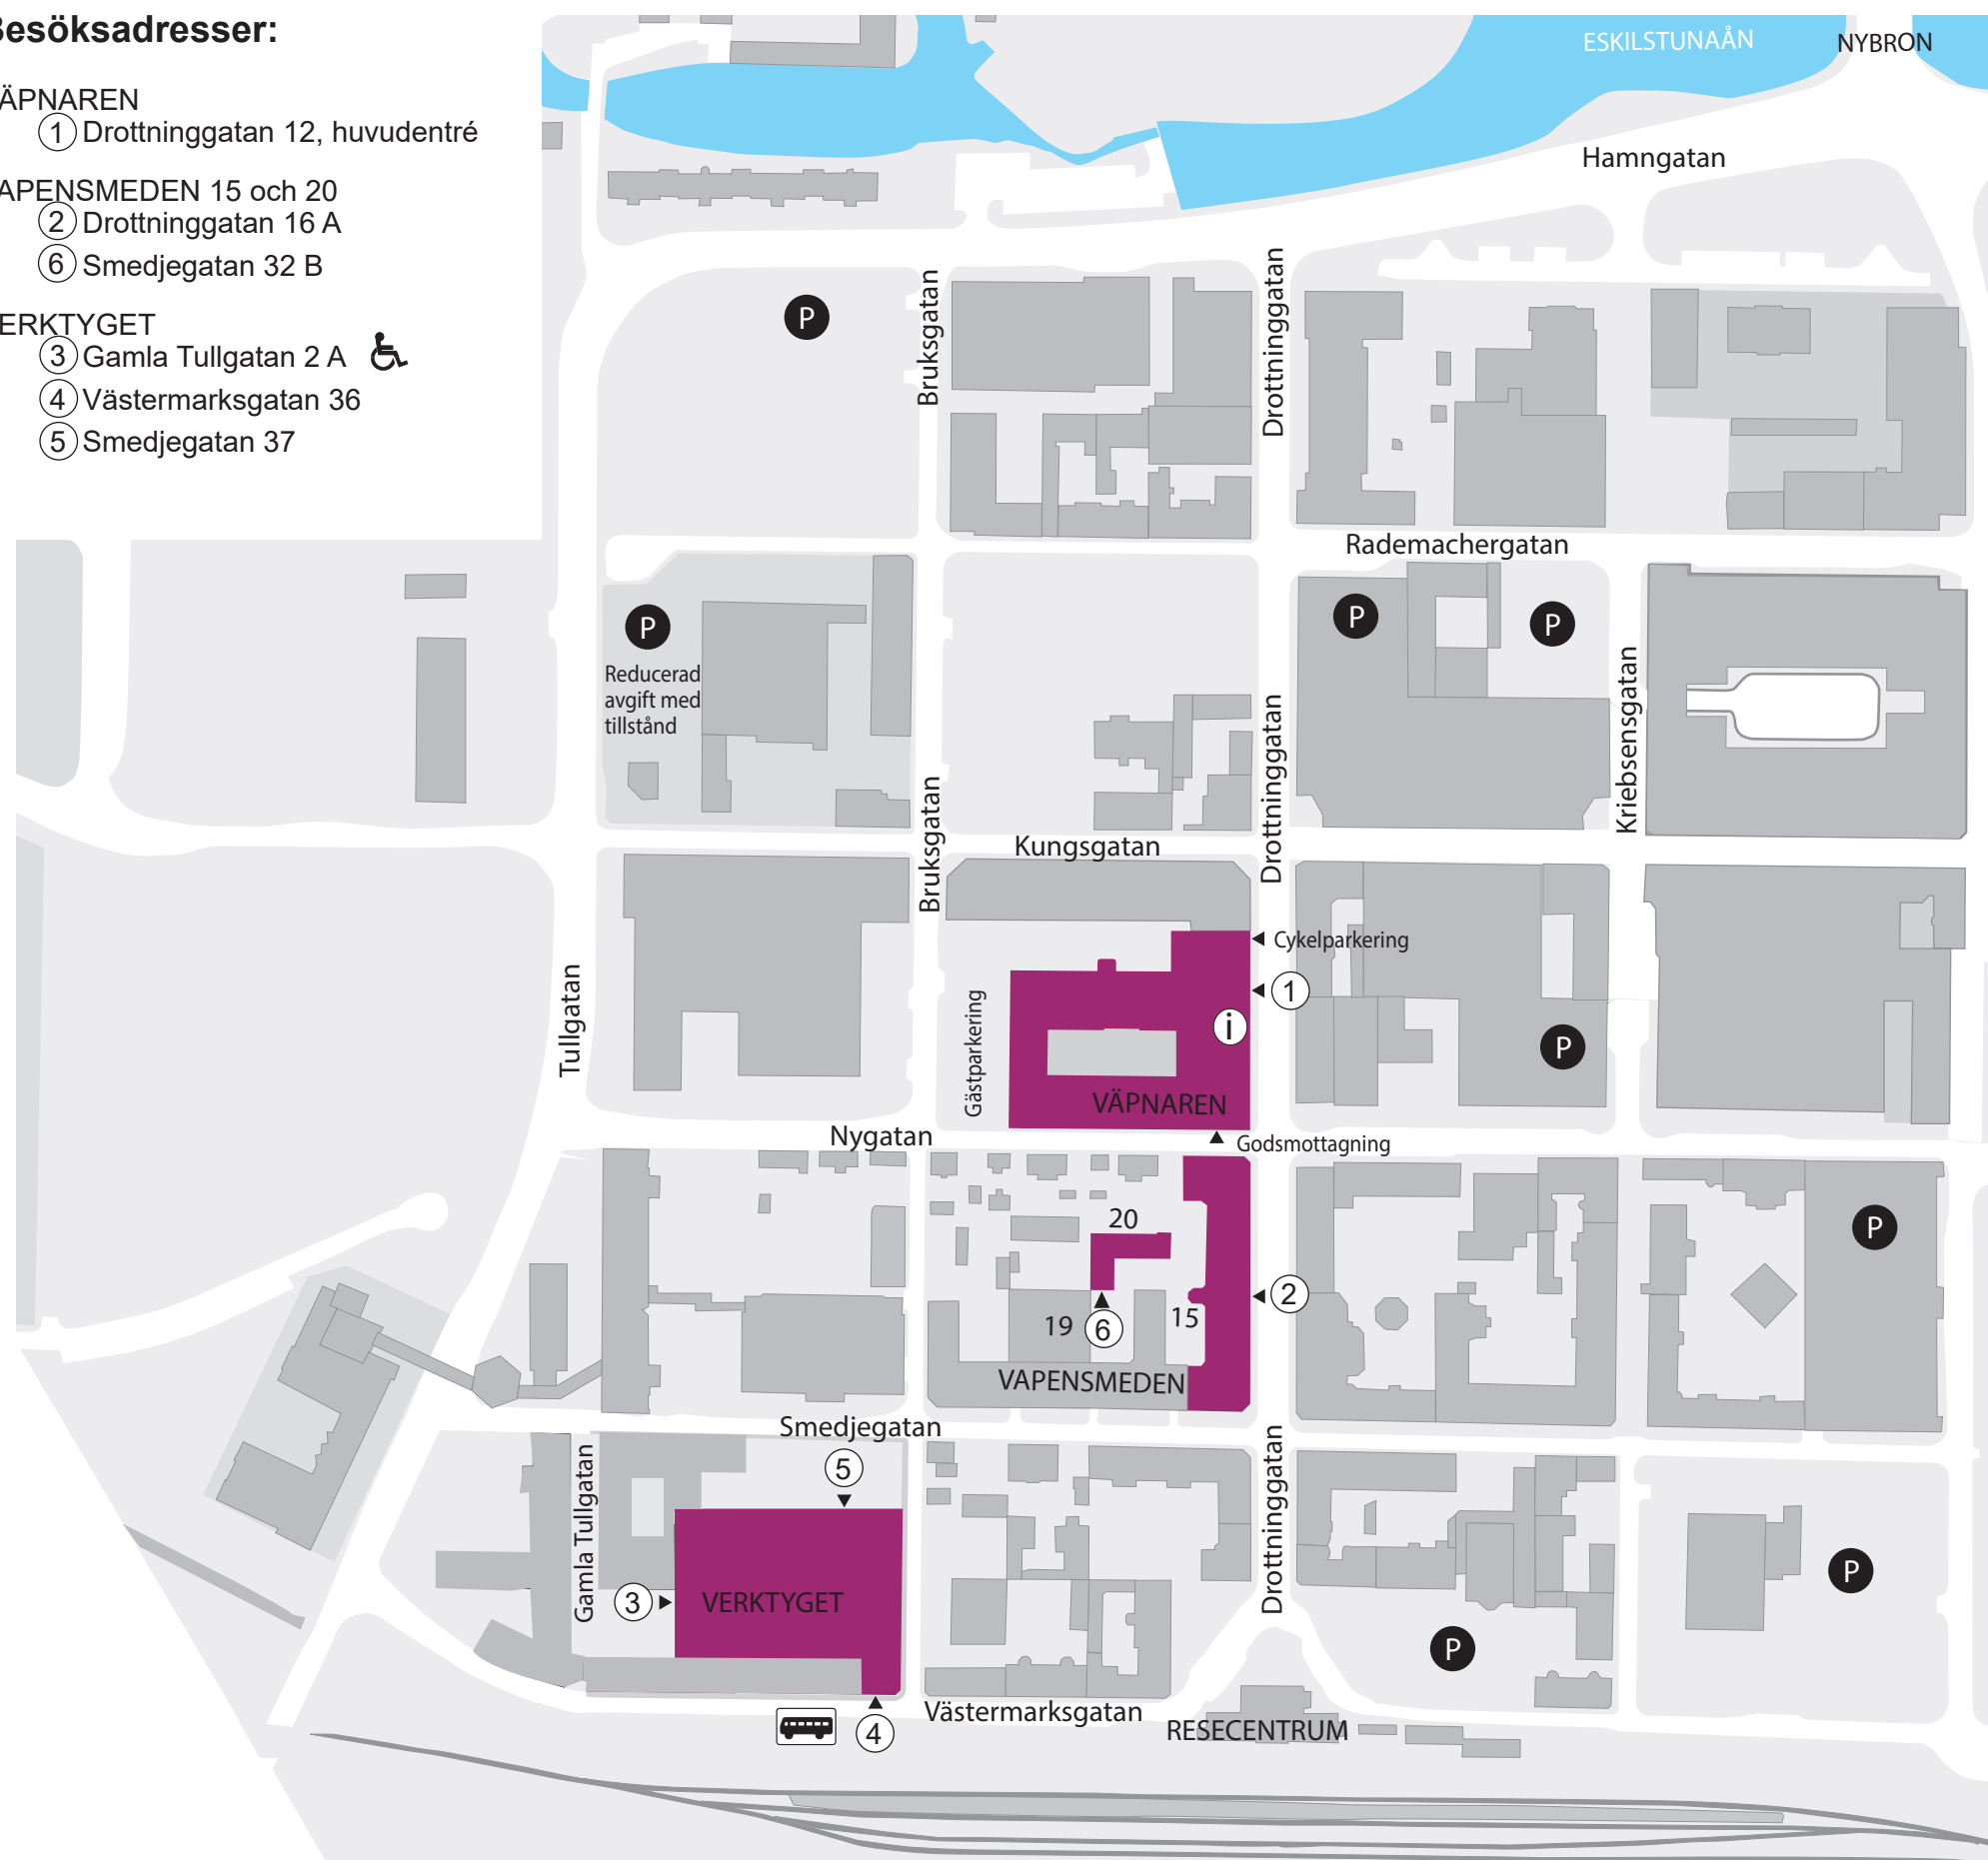 Besöksadresser:
ÄPNAREN
1 Drottninggatan 12, huvudentré
APENSMEDEN 15 och 20
2 Drottninggatan 16 A
6 Smedjegatan 32 B
ERKTYGET
3 Gamla Tullgatan 2 A
4 Västermarksgatan 36
5 Smedjegatan 37
ESKILSTUNAÅN
NYBRON
Hamngatan
P
Bruksgatan
Drottninggatan
Rademachergatan
P
P
P
Reducerad
avgift med
tillstånd
Kriebsensgatan
Drottninggatan
Bruksgatan
Kungsgatan
Cykelparkering
1
i
Tullgatan
Gästparkering
P
VÄPNAREN
Nygatan
Godsmottagning
20
P
2
15
19
6
VAPENSMEDEN
Smedjegatan
5
Gamla Tullgatan
Drottninggatan
3
VERKTYGET
P
P
Västermarksgatan
4
RESECENTRUM